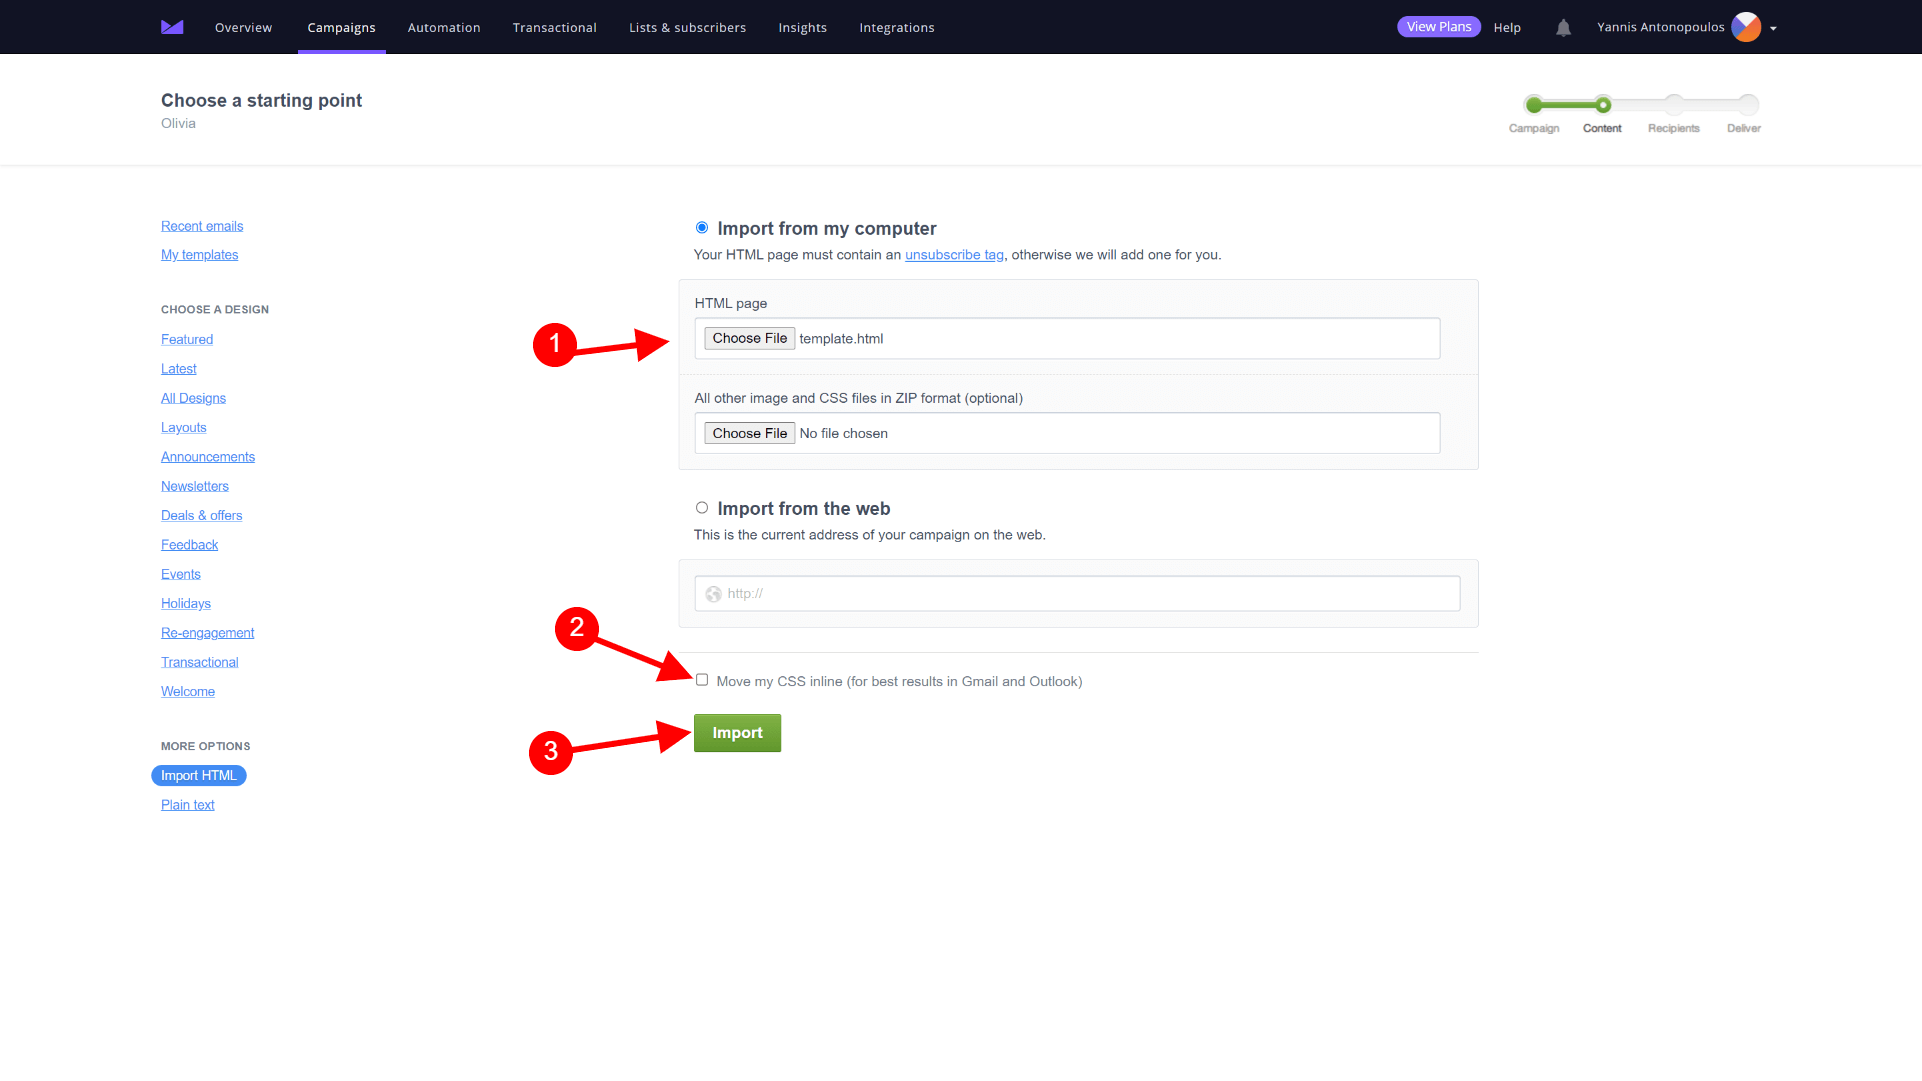 Overview Campaigns Automation Transactional Lists & subscribers Insights Integrations View Plans Help Yannis Antonopoulos
Choose a starting point
Olivia
Campaign Content Recipients Deliver
Recent emails
My templates
CHOOSE A DESIGN
Featured
Latest
All Designs
Layouts
Announcements
Newsletters
Deals & offers
Feedback
Events
Holidays
Re-engagement
Transactional
Welcome
MORE OPTIONS
Import HTML
Plain text
Import from my computer
Your HTML page must contain an unsubscribe tag, otherwise we will add one for you.
HTML page
1
Choose File template.html
All other image and CSS files in ZIP format (optional)
Choose File No file chosen
Import from the web
This is the current address of your campaign on the web.
http://
2
Move my CSS inline (for best results in Gmail and Outlook)
3
Import